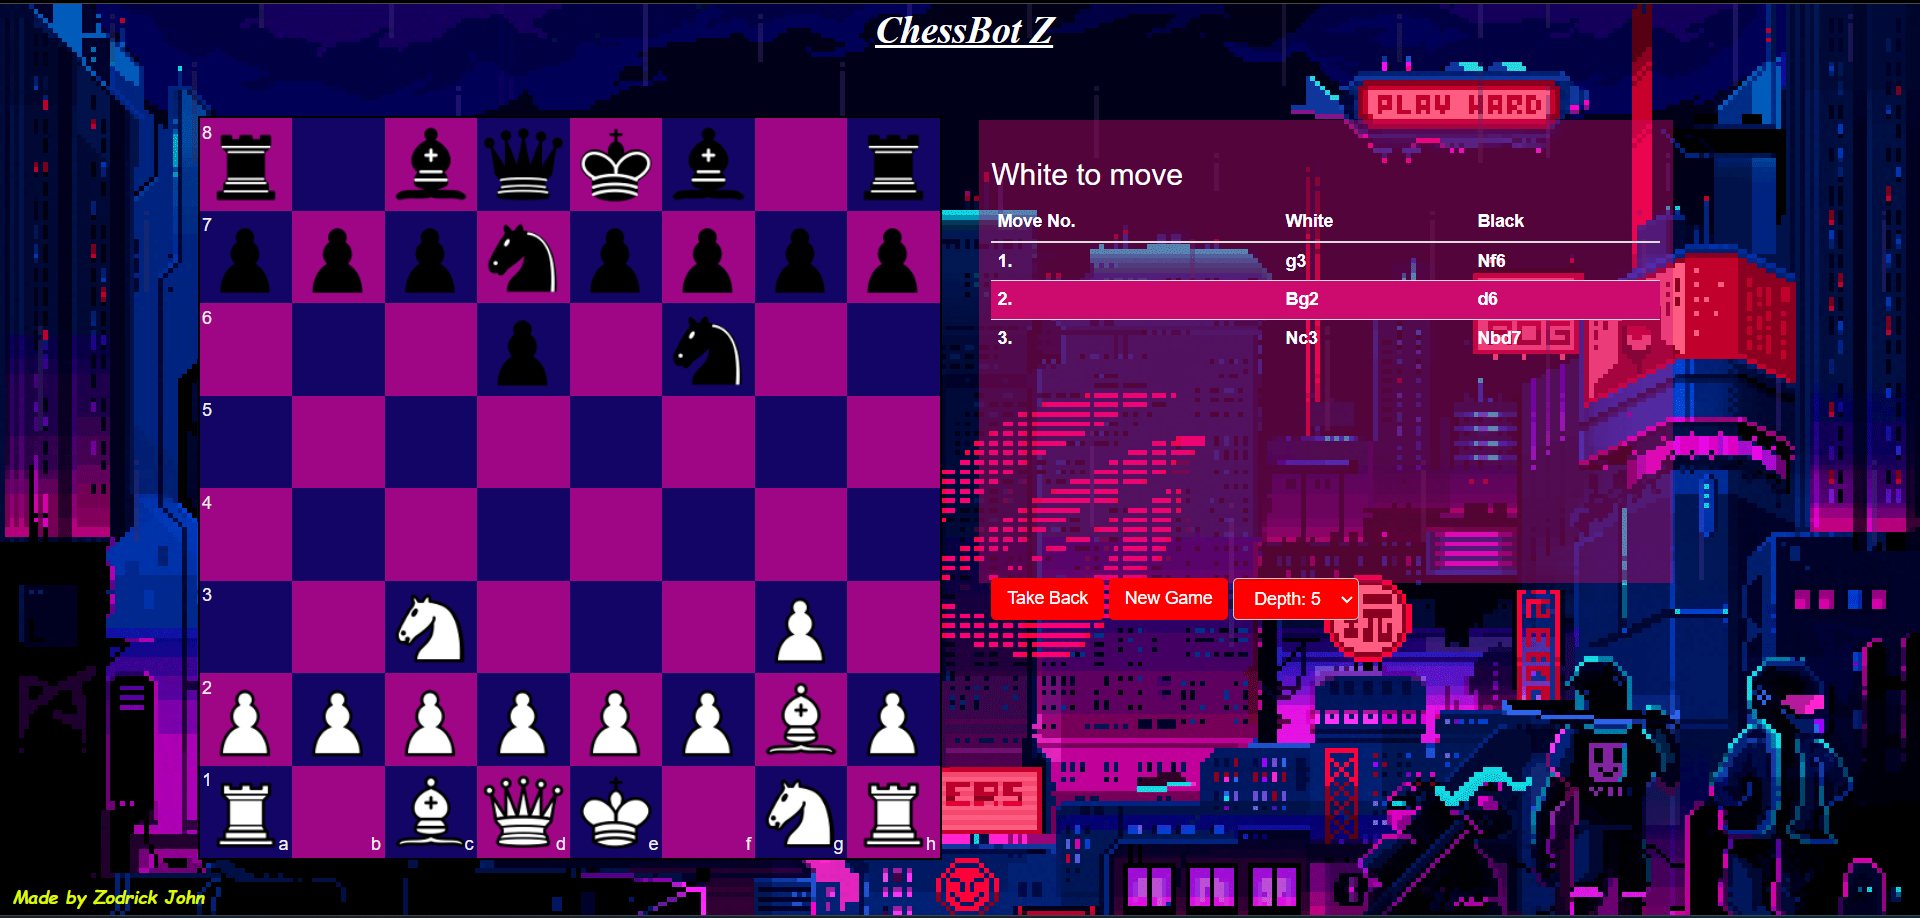 ChessBot Z
PLAY HARD
White to move
Move No. White Black
1. g3 Nf6
2. Bg2 d6
3. Nc3 Nbd7
8
7
6
5
4
3
2
1
a b c d e f g h
Take Back New Game Depth: 5
ERS
Made by Zodrick John